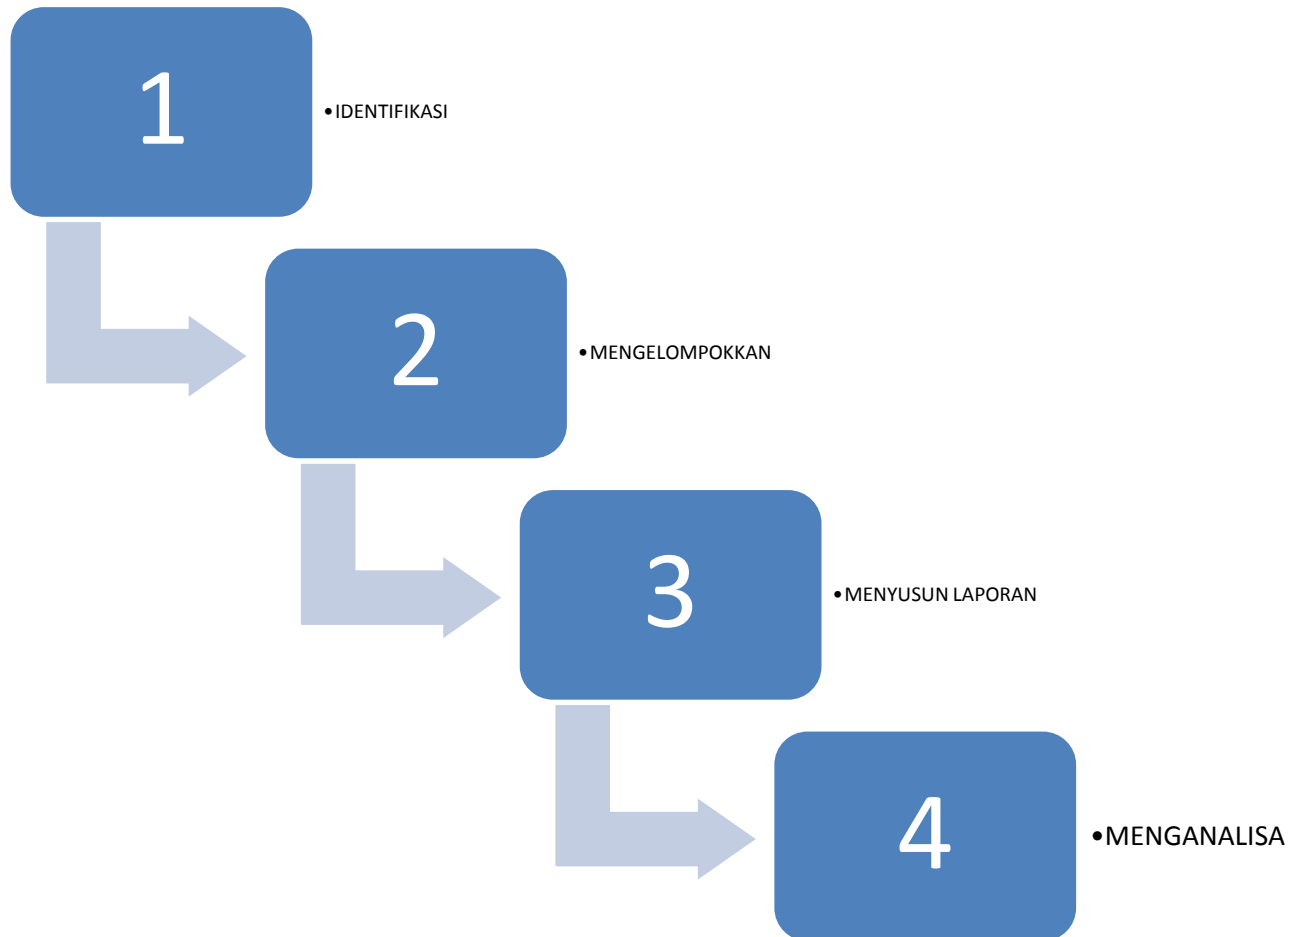 1
•IDENTIFIKASI
2
•MENGELOMPOKKAN
3
•MENYUSUN LAPORAN
4
•MENGANALISA